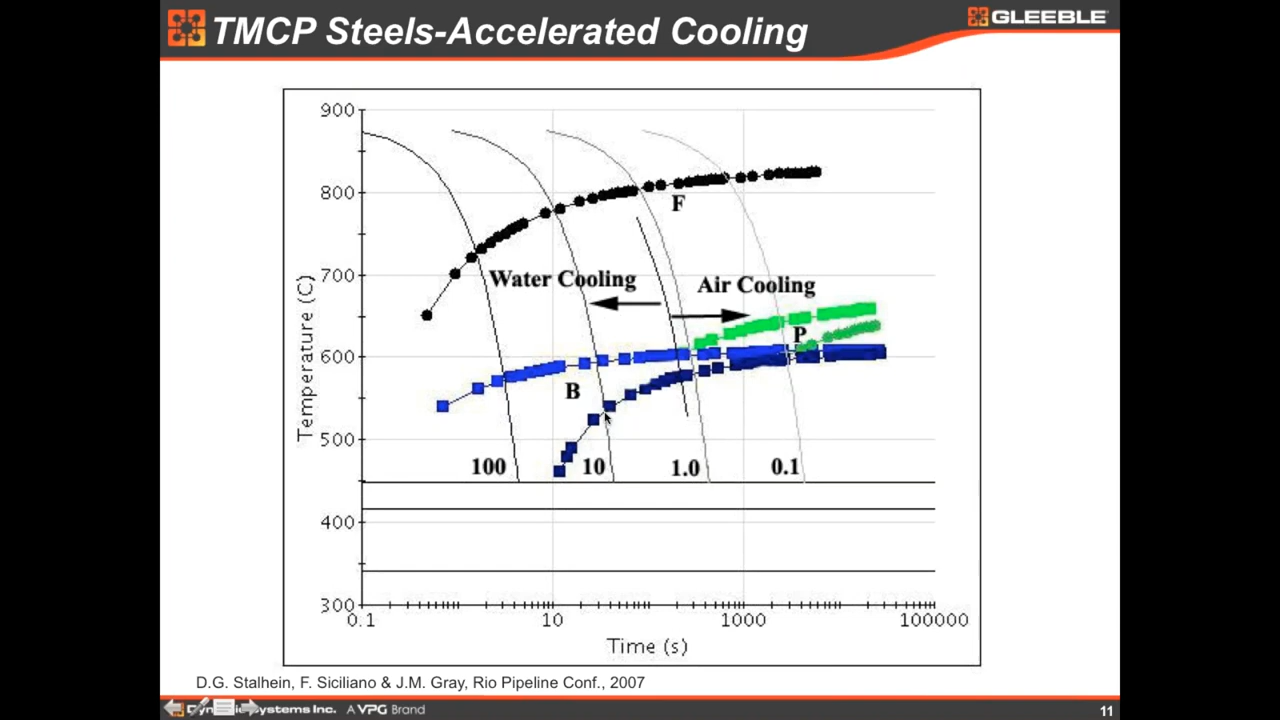 TMCP Steels-Accelerated Cooling
GLEEBLE
900
800
700
600
500
400
300
Temperature (C)
F
Water Cooling
Air Cooling
P
B
100
10
1.0
0.1
0.1
10
1000
100000
Time (s)
D.G. Stalhein, F. Siciliano & J.M. Gray, Rio Pipeline Conf., 2007
Systems Inc. A VPG Brand
11